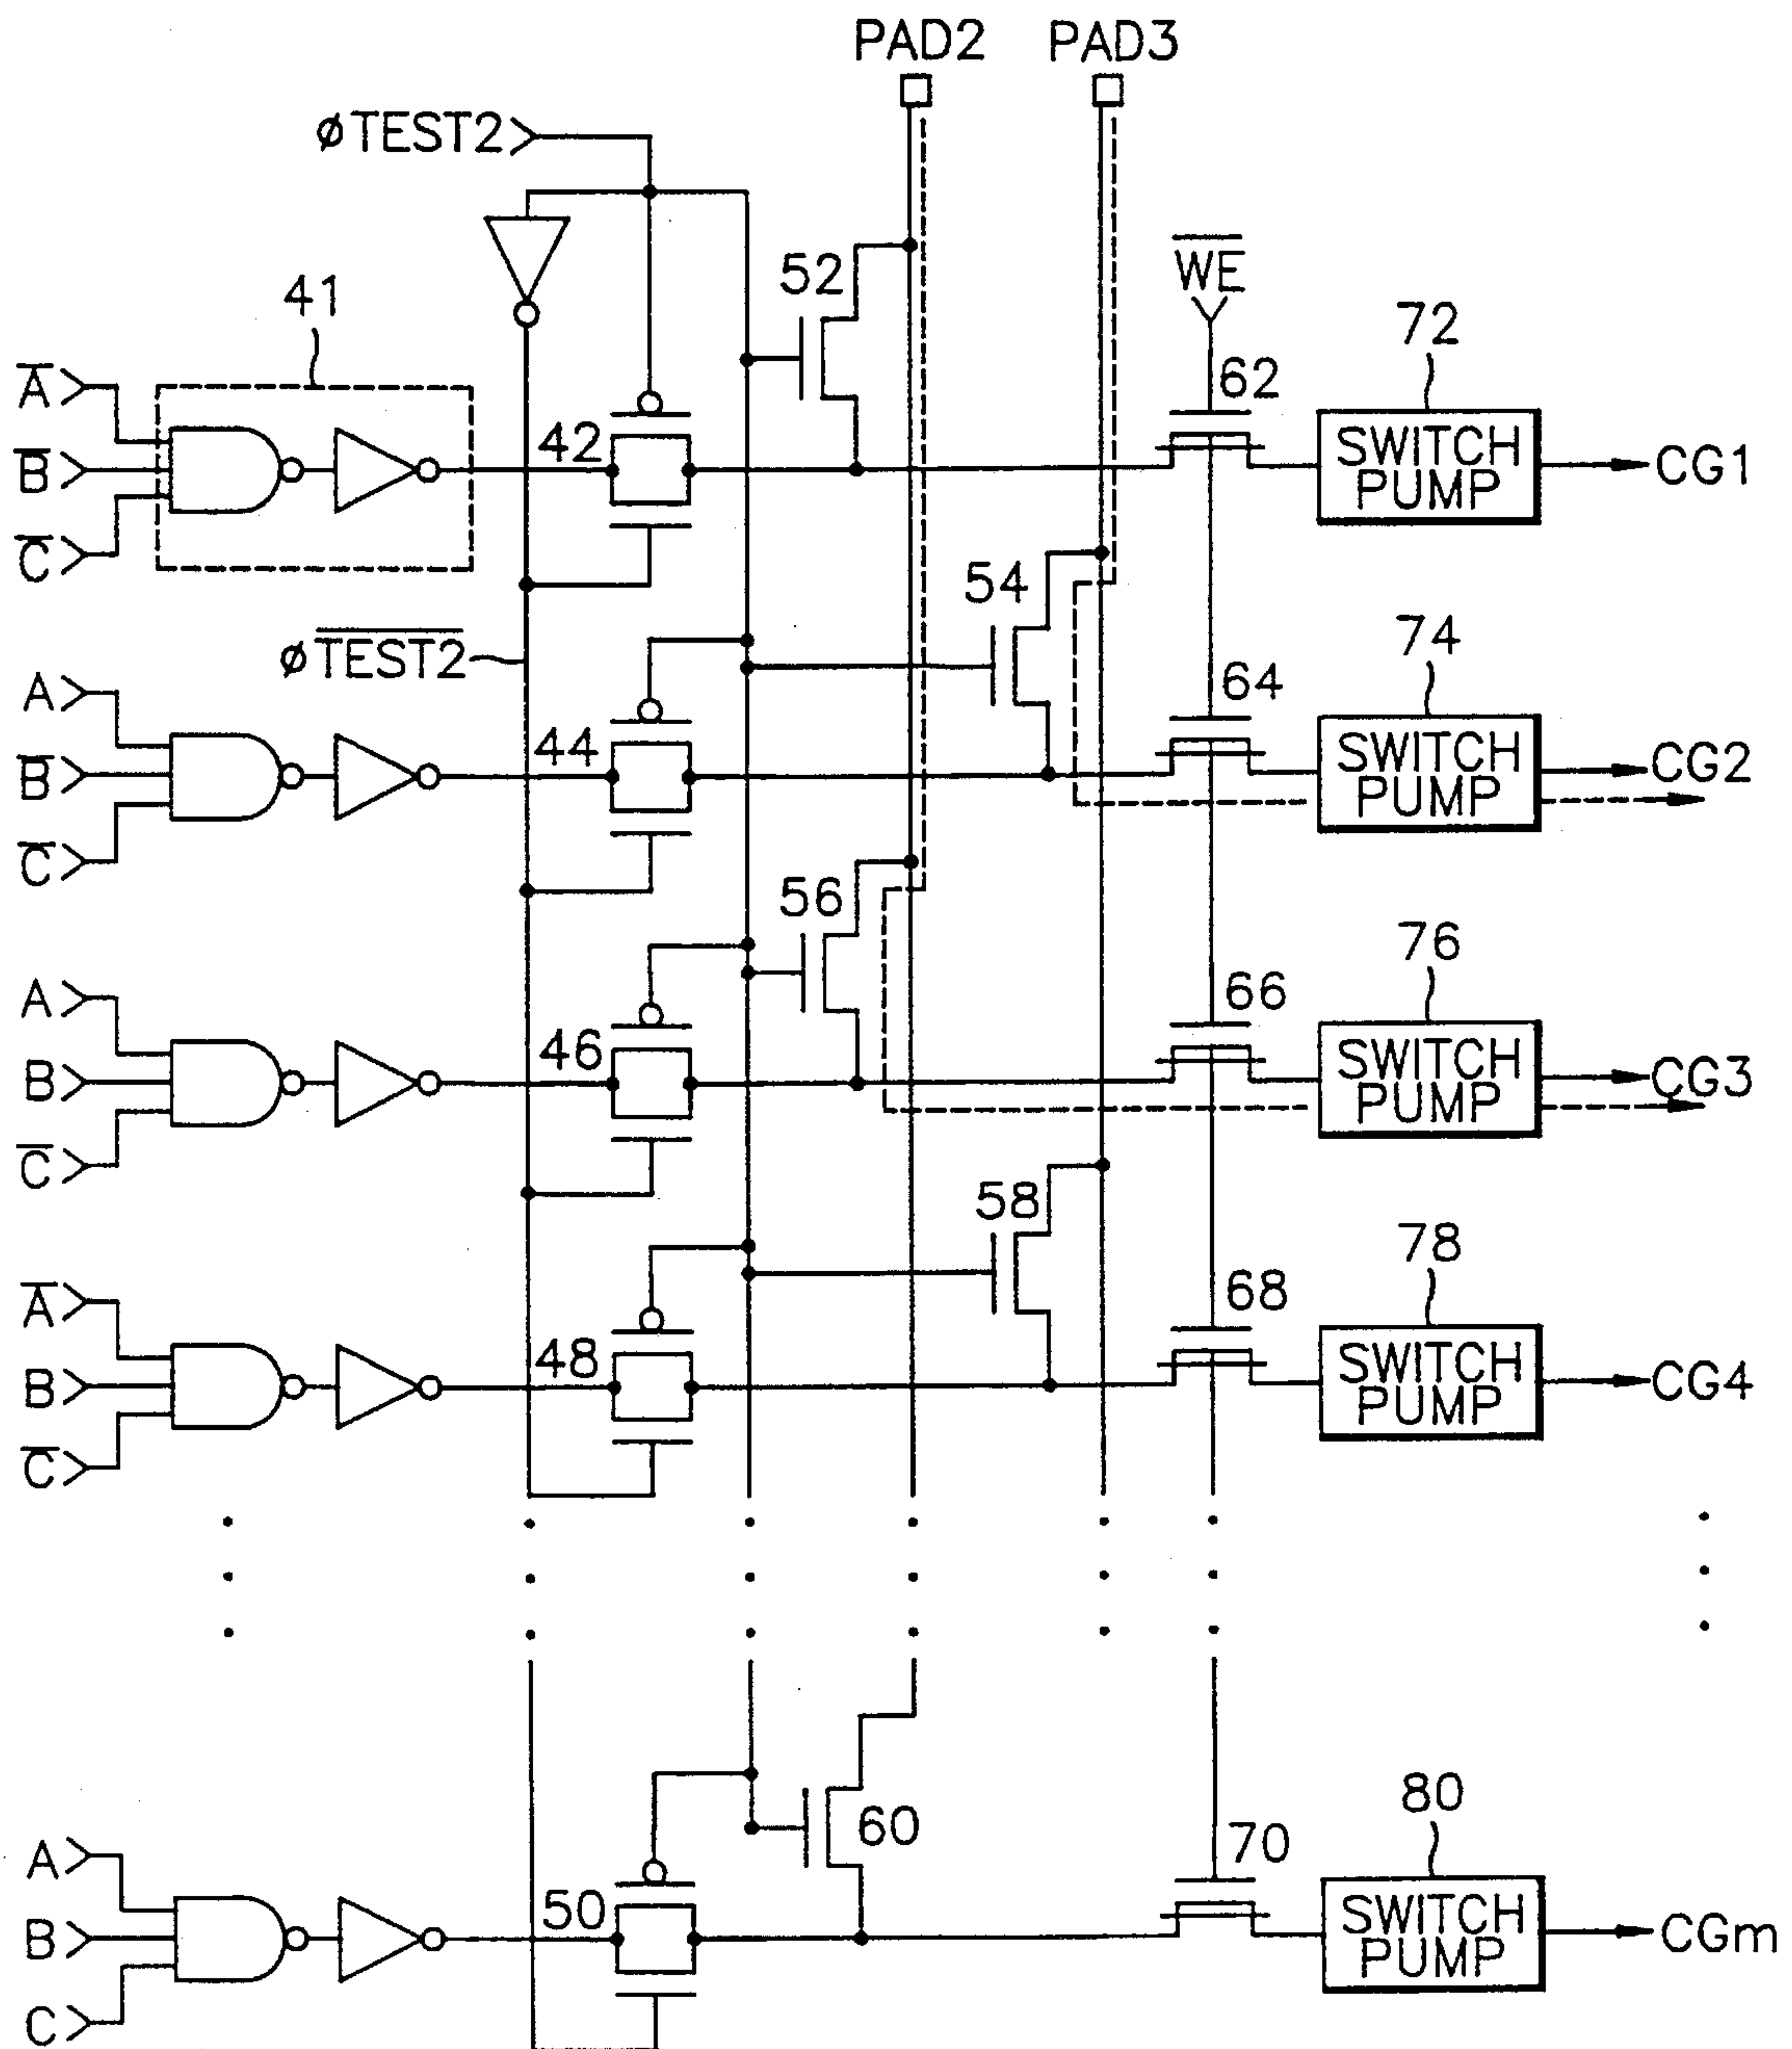 PAD2 PAD3
øTEST2
W̅E̅
52
41
72
62
A̅
42
SWITCH
PUMP
CG1
B̅
C̅
54
øT̅E̅S̅T̅2̅
74
64
A
44
SWITCH
PUMP
CG2
B̅
C̅
56
76
66
A
46
SWITCH
PUMP
CG3
B
C̅
58
78
68
A̅
48
SWITCH
PUMP
CG4
B
C̅
80
60
70
A
50
SWITCH
PUMP
CGm
B
C